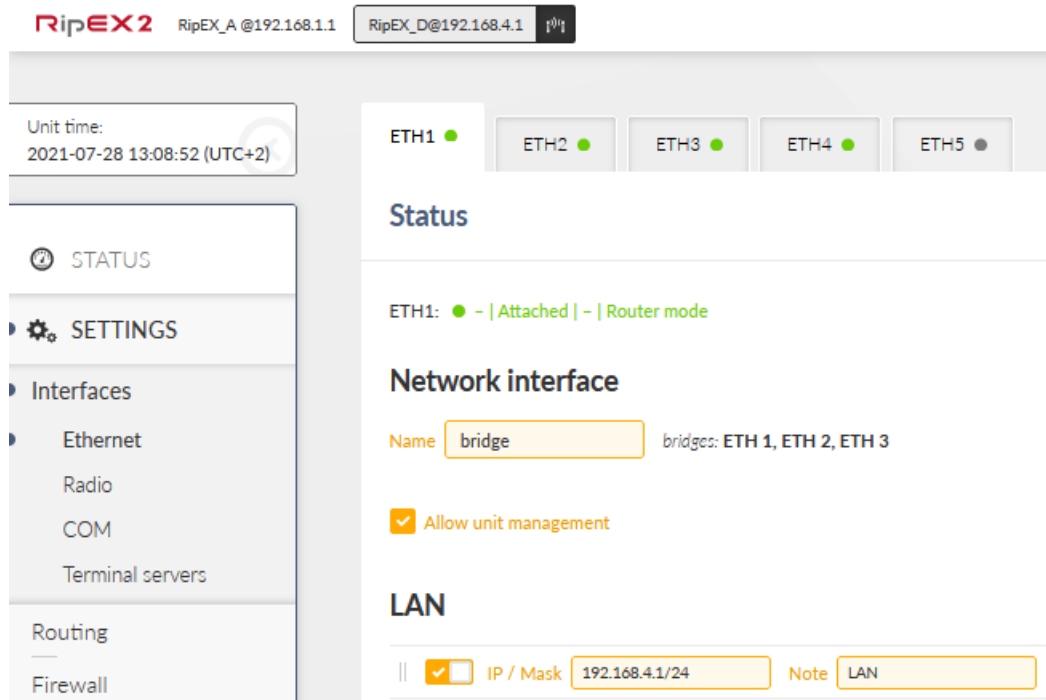 RipEX2 RipEX_A @192.168.1.1 RipEX_D@192.168.4.1
Unit time:
2021-07-28 13:08:52 (UTC+2)
ETH1 ETH2 ETH3 ETH4 ETH5
Status
STATUS
ETH1: – | Attached | – | Router mode
SETTINGS
Network interface
Interfaces
Name bridge bridges: ETH 1, ETH 2, ETH 3
Ethernet
Radio
Allow unit management
COM
Terminal servers
LAN
Routing
IP / Mask 192.168.4.1/24 Note LAN
Firewall